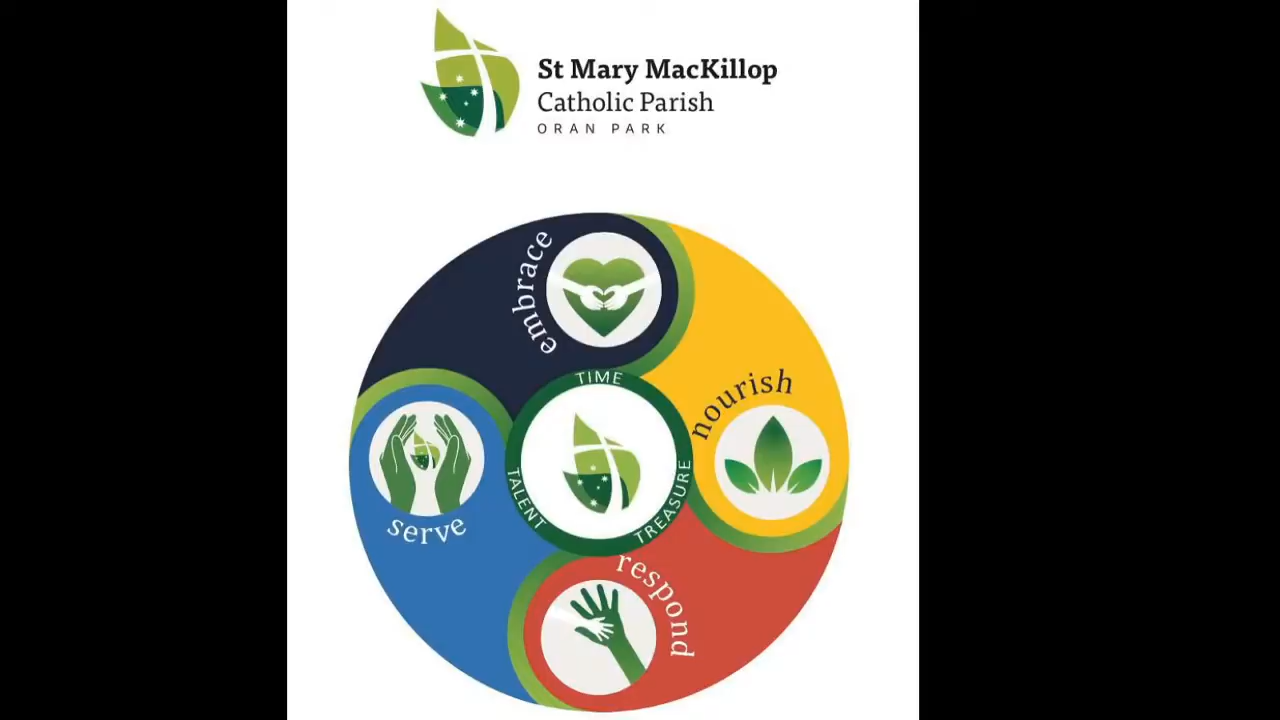 St Mary MacKillop
Catholic Parish
ORAN PARK
embrace
nourish
TIME
TALENT
TREASURE
serve
respond